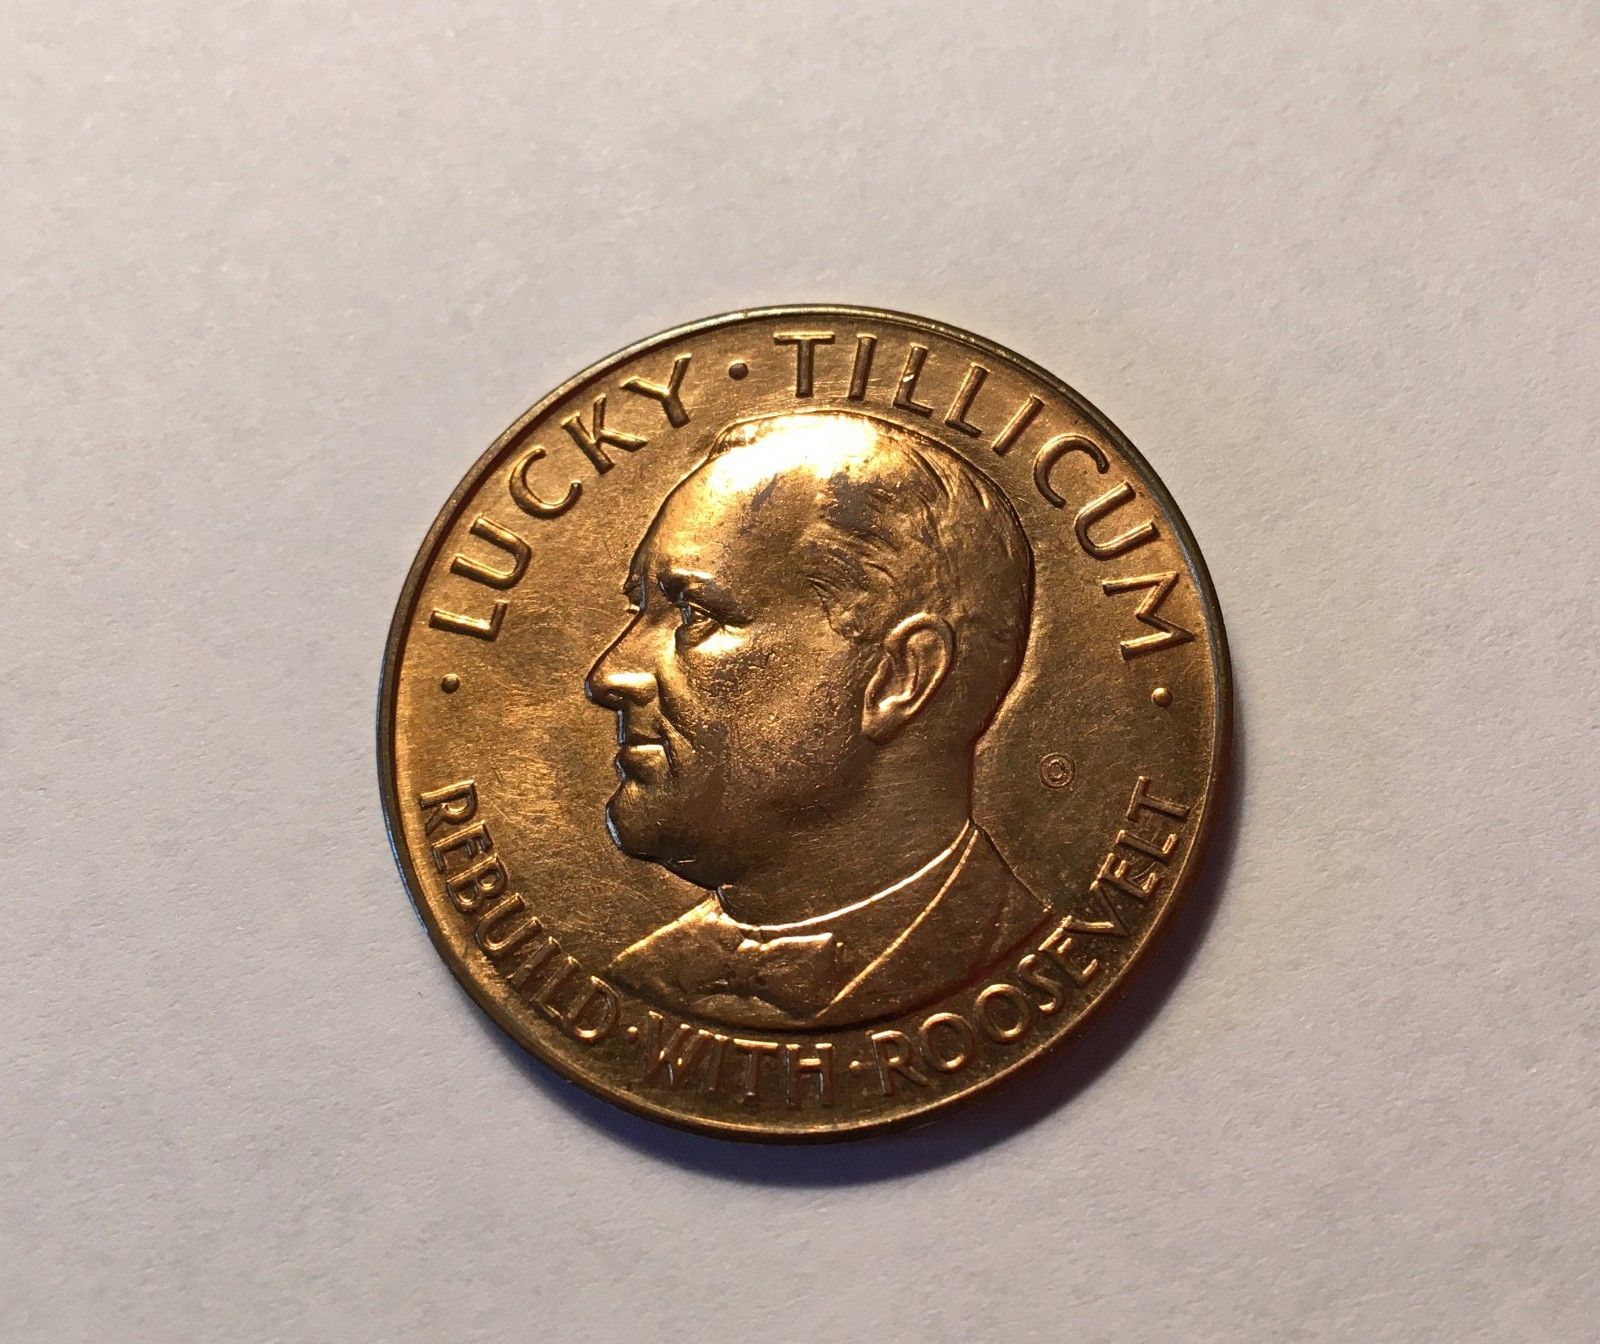 · LUCKY · TILLICUM ·
REBUILD · WITH · ROOSEVELT
©